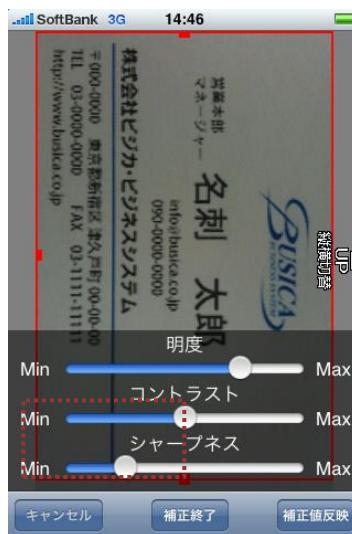 SoftBank 3G 14:46
BUSICA
BUSINESS SYSTEM
営業本部
マネージャー
名刺 太郎
info@busica.co.jp
090-0000-0000
株式会社ビジカ・ビジネスシステム
〒000-0000 東京都新宿区津久戸町00-00-00
TEL 03-0000-0000 FAX 03-1111-1111
http://www.busica.co.jp
UP
縦横切替
明度
Min Max
コントラスト
Min Max
シャープネス
Min Max
キャンセル 補正終了 補正値反映